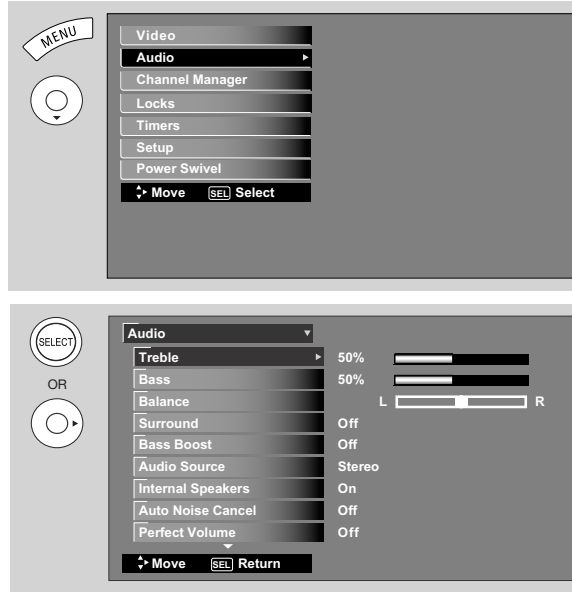 MENU
Video
Audio
Channel Manager
Locks
Timers
Setup
Power Swivel
Move SEL Select
SELECT
OR
Audio
Treble 50%
Bass 50%
Balance L R
Surround Off
Bass Boost Off
Audio Source Stereo
Internal Speakers On
Auto Noise Cancel Off
Perfect Volume Off
Move SEL Return